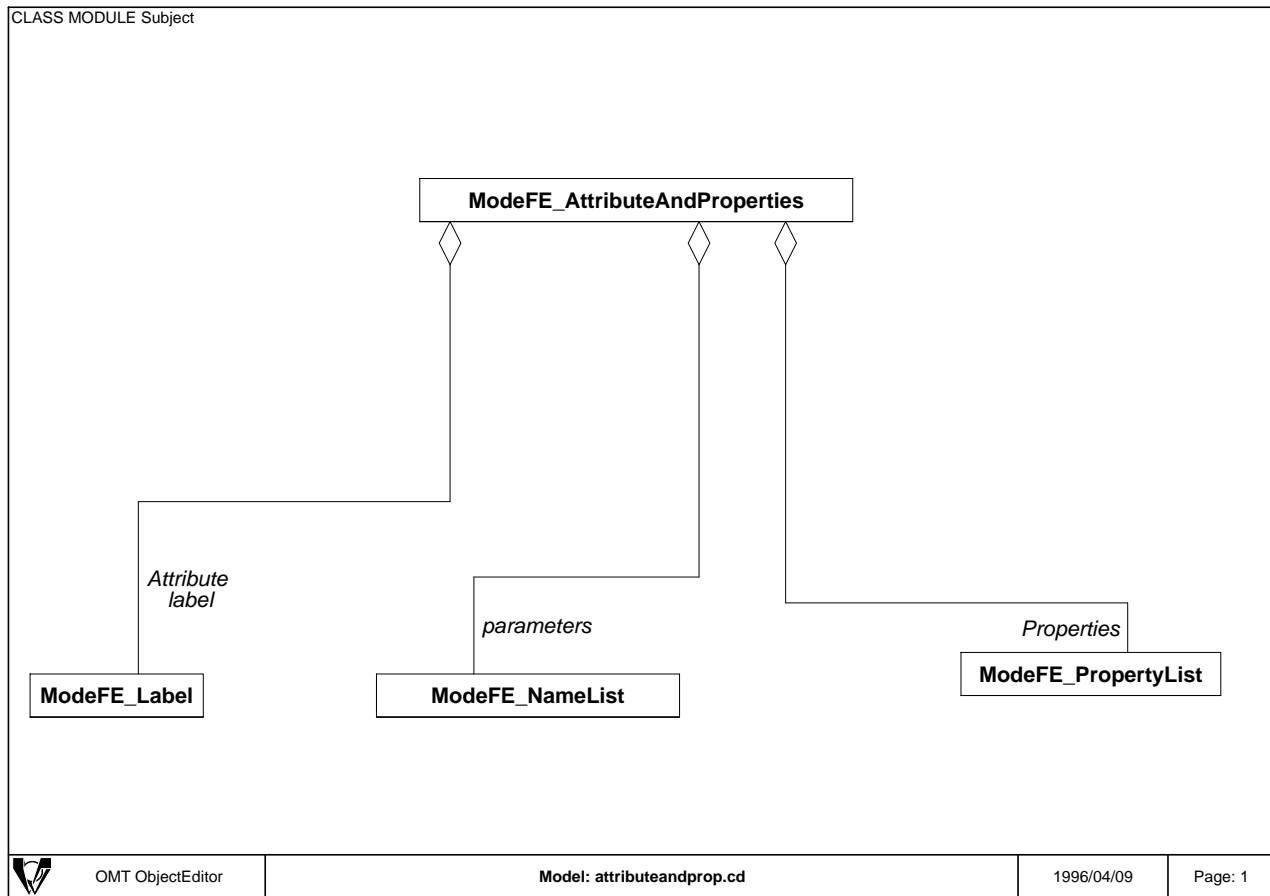 CLASS MODULE Subject
ModeFE_AttributeAndProperties
Attribute
label
parameters
Properties
ModeFE_Label
ModeFE_NameList
ModeFE_PropertyList
OMT ObjectEditor
Model: attributeandprop.cd
1996/04/09
Page: 1